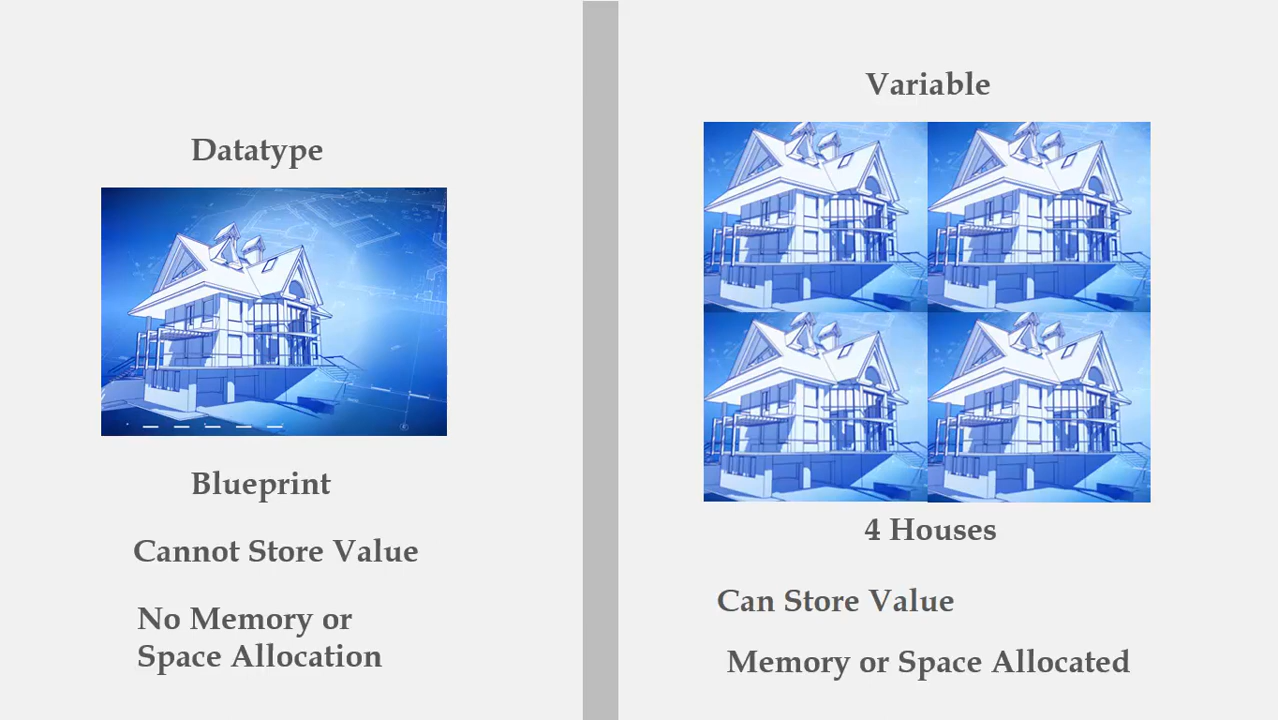 Datatype
Blueprint
Cannot Store Value
No Memory or
Space Allocation
Variable
4 Houses
Can Store Value
Memory or Space Allocated